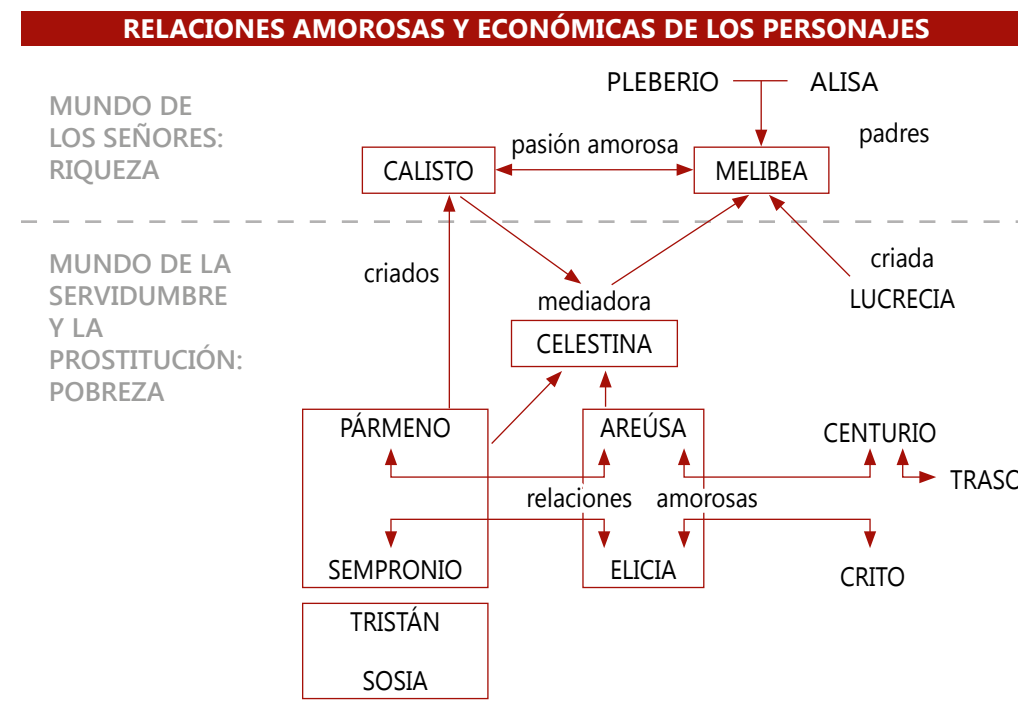 RELACIONES AMOROSAS Y ECONÓMICAS DE LOS PERSONAJES
PLEBERIO ALISA
MUNDO DE
LOS SEÑORES:
RIQUEZA
padres
pasión amorosa
CALISTO
MELIBEA
MUNDO DE LA
SERVIDUMBRE
Y LA
PROSTITUCIÓN:
POBREZA
criados
criada
LUCRECIA
mediadora
CELESTINA
PÁRMENO
AREÚSA
CENTURIO
TRASO
relaciones amorosas
SEMPRONIO
ELICIA
CRITO
TRISTÁN
SOSIA